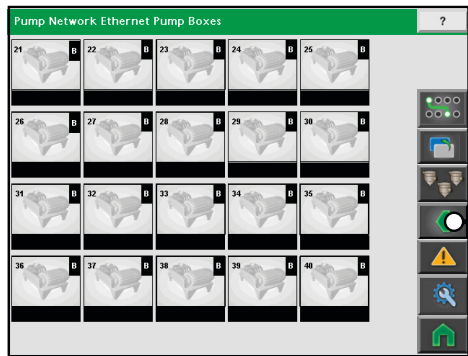 Pump Network Ethernet Pump Boxes ?
21 B 22 B 23 B 24 B 25 B
26 B 27 B 28 B 29 B 30 B
31 B 32 B 33 B 34 B 35 B
36 B 37 B 38 B 39 B 40 B